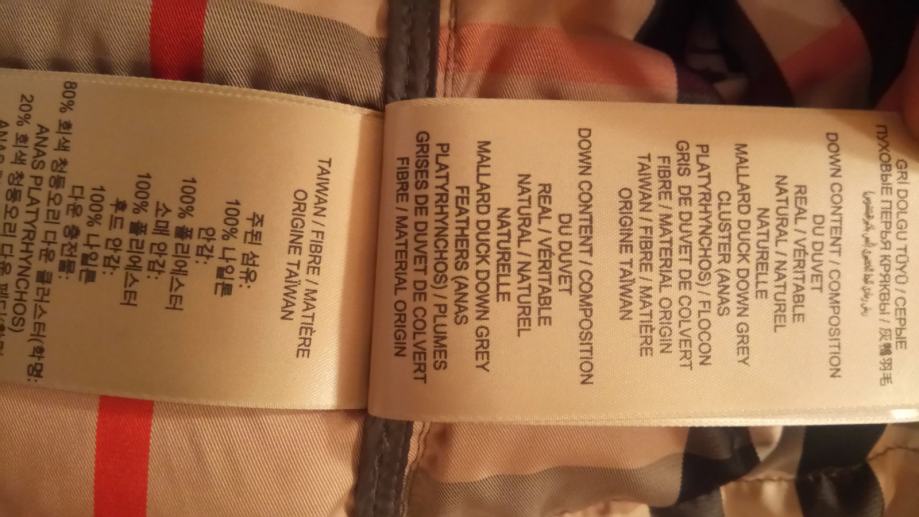 GRİ DOLGU TÜYÜ / СЕРЫЕ
ПУХОВЫЕ ПЕРЬЯ КРЯКВЫ / 灰鴨羽毛
DOWN CONTENT / COMPOSITION
DU DUVET
REAL / VÉRITABLE
NATURAL / NATUREL
NATURELLE
MALLARD DUCK DOWN GREY
CLUSTER (ANAS
PLATYRHYNCHOS) / FLOCON
GRIS DE DUVET DE COLVERT
FIBRE / MATERIAL ORIGIN
TAIWAN / FIBRE / MATIÈRE
ORIGINE TAÏWAN
DOWN CONTENT / COMPOSITION
DU DUVET
REAL / VÉRITABLE
NATURAL / NATUREL
NATURELLE
MALLARD DUCK DOWN GREY
FEATHERS (ANAS
PLATYRHYNCHOS) / PLUMES
GRISES DE DUVET DE COLVERT
FIBRE / MATERIAL ORIGIN
TAIWAN / FIBRE / MATIÈRE
ORIGINE TAÏWAN
주된 섬유:
100% 나일론
안감:
100% 폴리에스터
소매 안감:
100% 폴리에스터
후드 안감:
100% 나일론
다운 충전물:
80% 회색 청둥오리 다운 클러스터(학명:
ANAS PLATYRHYNCHOS)
20% 회색 청둥오리 다운